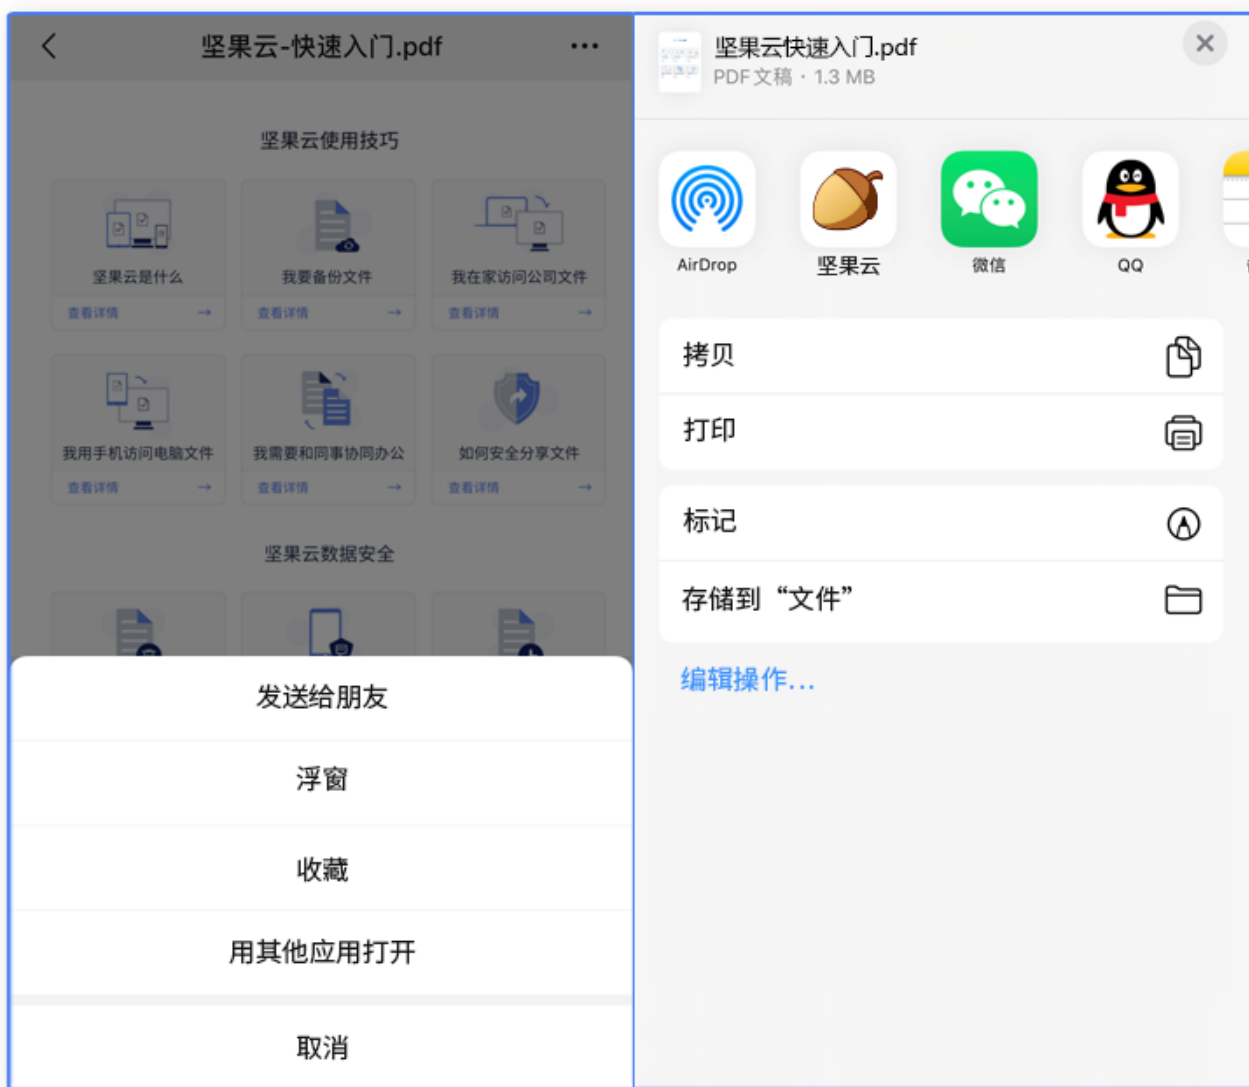 坚果云-快速入门.pdf
坚果云使用技巧
坚果云是什么
我要备份文件
我在家访问公司文件
查看详情
查看详情
查看详情
我用手机访问电脑文件
我需要和同事协同办公
如何安全分享文件
查看详情
查看详情
查看详情
坚果云数据安全
发送给朋友
浮窗
收藏
用其他应用打开
取消
坚果云快速入门.pdf
PDF文稿 · 1.3 MB
AirDrop
坚果云
微信
QQ
拷贝
打印
标记
存储到“文件”
编辑操作...